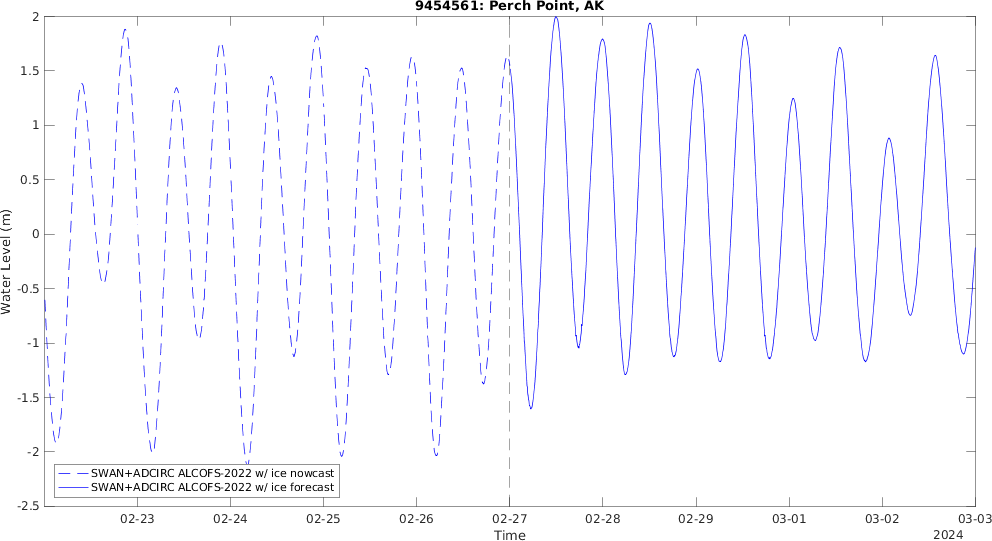 9454561: Perch Point, AK
2
1.5
1
0.5
0
-0.5
-1
-1.5
-2
-2.5
Water Level (m)
SWAN+ADCIRC ALCOFS-2022 w/ ice nowcast
SWAN+ADCIRC ALCOFS-2022 w/ ice forecast
02-23 02-24 02-25 02-26 02-27 02-28 02-29 03-01 03-02 03-03
Time
2024